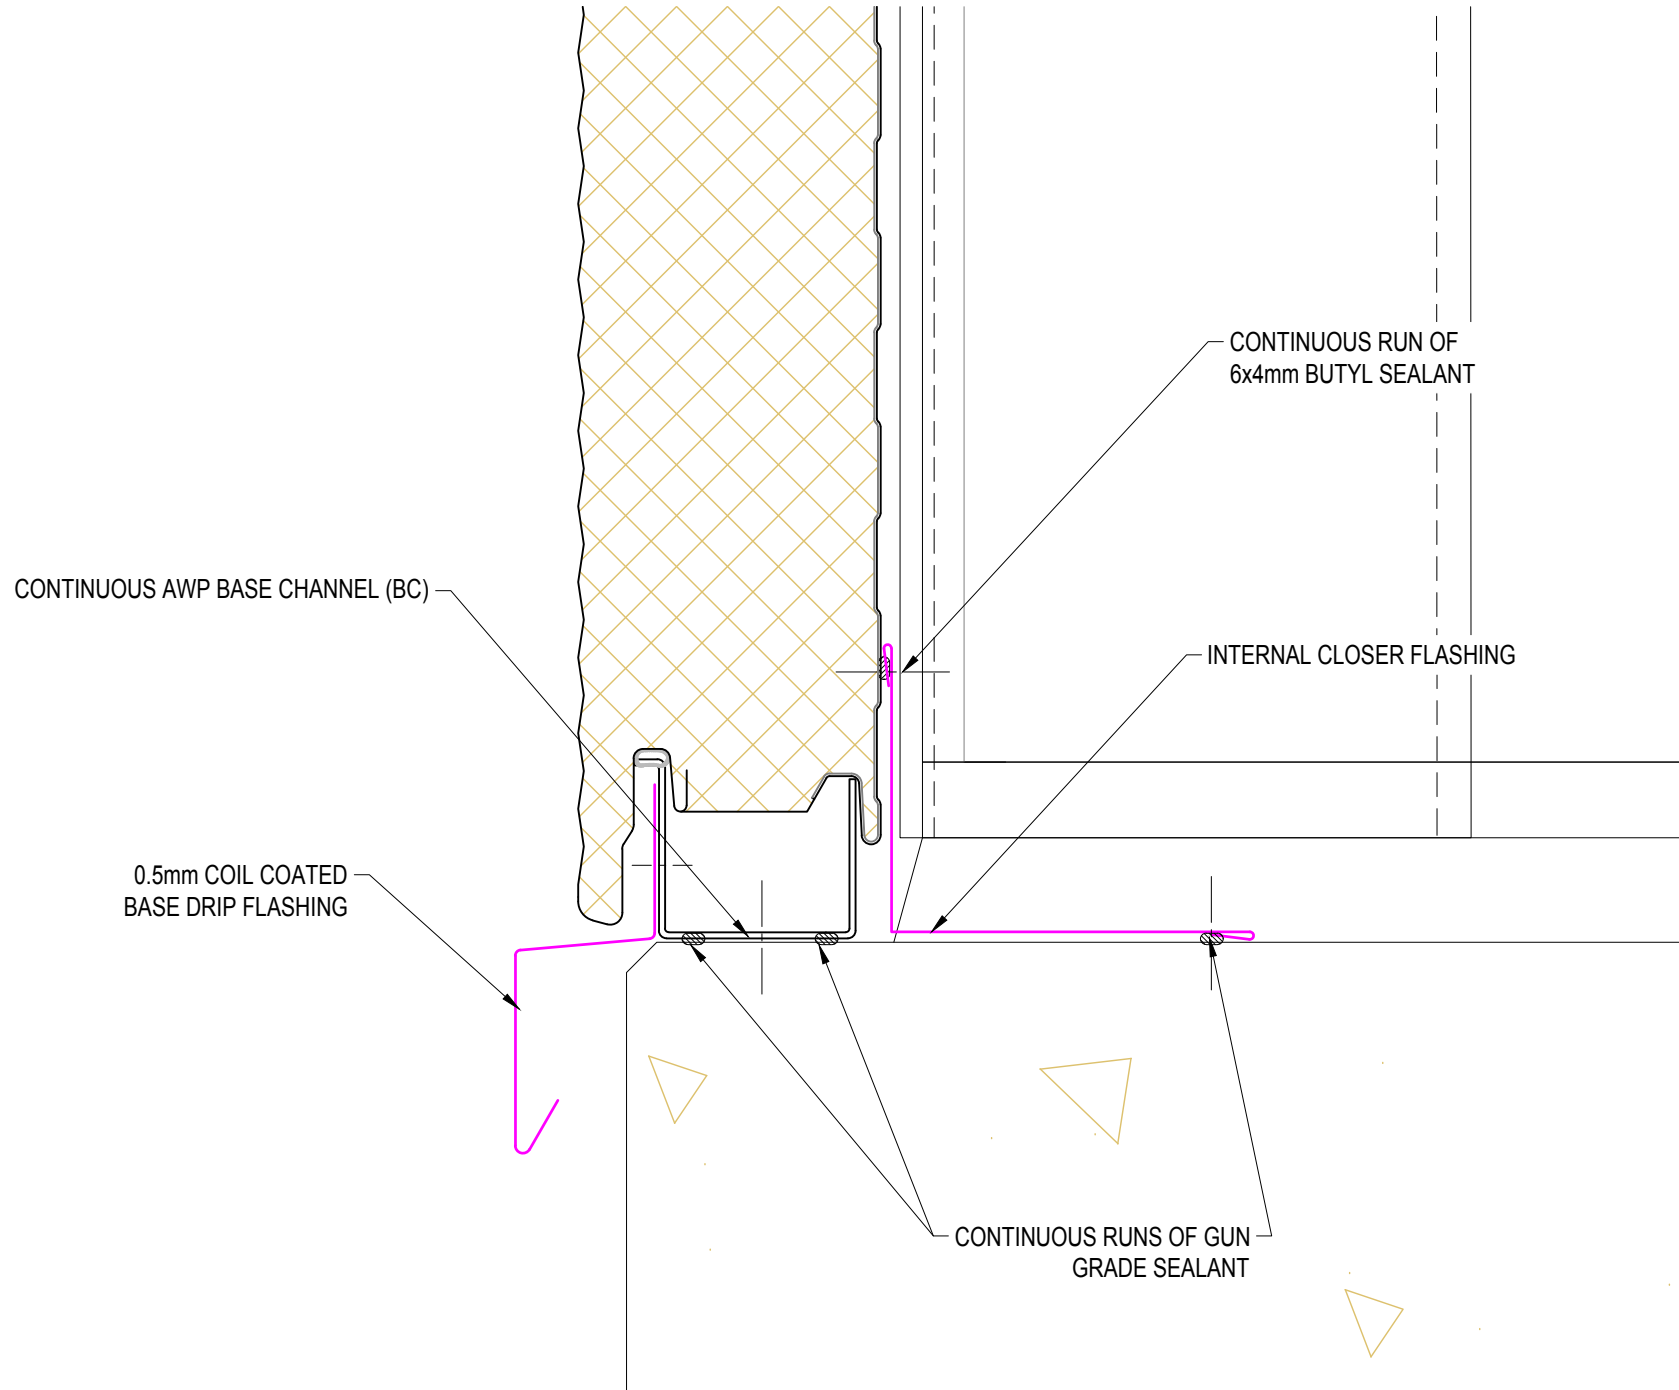 CONTINUOUS RUN OF
6x4mm BUTYL SEALANT
CONTINUOUS AWP BASE CHANNEL (BC)
INTERNAL CLOSER FLASHING
0.5mm COIL COATED
BASE DRIP FLASHING
CONTINUOUS RUNS OF GUN
GRADE SEALANT